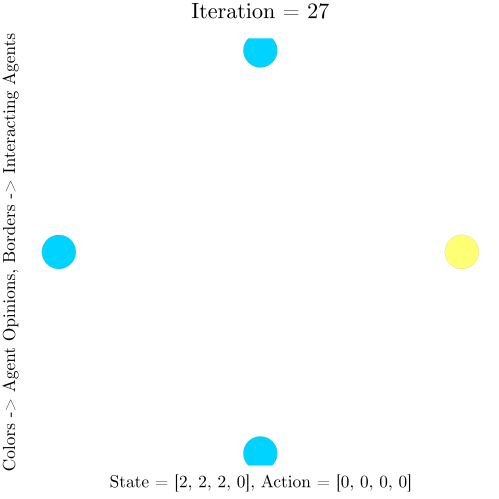 Iteration = 27
Colors -> Agent Opinions, Borders -> Interacting Agents
State = [2, 2, 2, 0], Action = [0, 0, 0, 0]